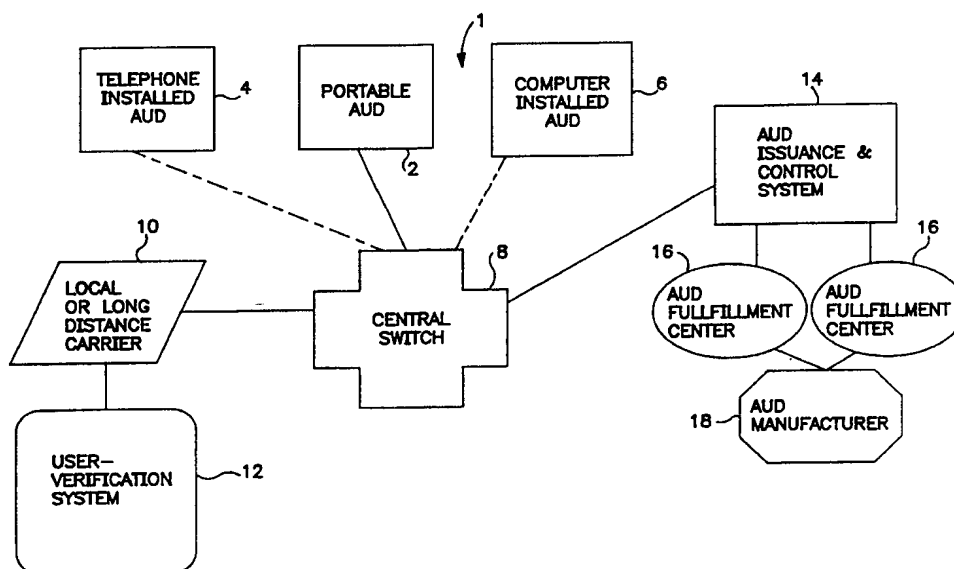 1
TELEPHONE
INSTALLED
AUD
4
PORTABLE
AUD
2
COMPUTER
INSTALLED
AUD
6
14
AUD
ISSUANCE &
CONTROL
SYSTEM
10
LOCAL
OR LONG
DISTANCE
CARRIER
8
CENTRAL
SWITCH
16
AUD
FULLFILLMENT
CENTER
16
AUD
FULLFILLMENT
CENTER
18
AUD
MANUFACTURER
USER–
VERIFICATION
SYSTEM
12